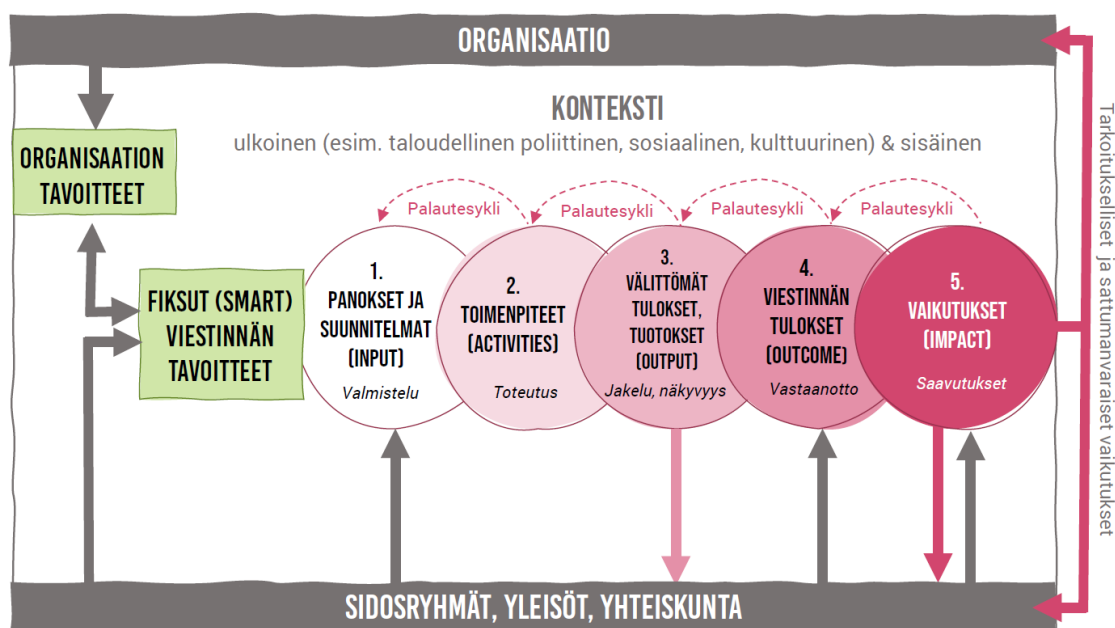 ORGANISAATIO
KONTEKSTI
ulkoinen (esim. taloudellinen poliittinen, sosiaalinen, kulttuurinen) & sisäinen
ORGANISAATION
TAVOITTEET
FIKSUT (SMART)
VIESTINNÄN
TAVOITTEET
Palautesykli
Palautesykli
Palautesykli
Palautesykli
1.
PANOKSET JA
SUUNNITELMAT
(INPUT)
Valmistelu
2.
TOIMENPITEET
(ACTIVITIES)
Toteutus
3.
VÄLITTÖMÄT
TULOKSET,
TUOTOKSET
(OUTPUT)
Jakelu, näkyvyys
4.
VIESTINNÄN
TULOKSET
(OUTCOME)
Vastaanotto
5.
VAIKUTUKSET
(IMPACT)
Saavutukset
Tarkoitukselliset ja sattumanvaraiset vaikutukset
SIDOSRYHMÄT, YLEISÖT, YHTEISKUNTA